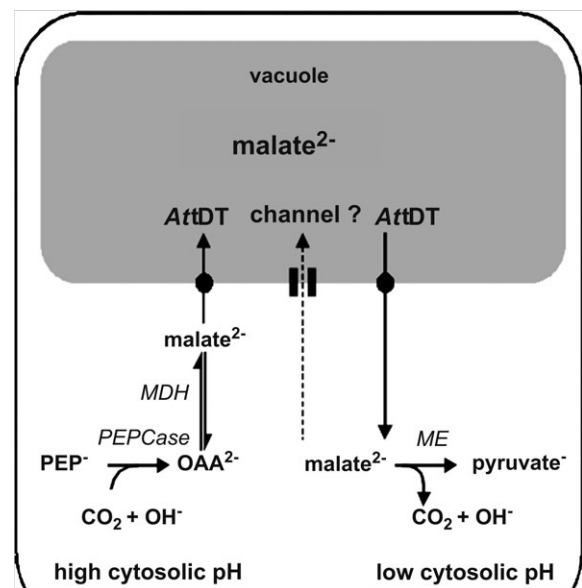 vacuole
malate²⁻
AttDT channel ? AttDT
malate²⁻
MDH
PEPCase ME
PEP⁻ OAA²⁻ malate²⁻ pyruvate⁻
CO₂ + OH⁻ CO₂ + OH⁻
high cytosolic pH low cytosolic pH